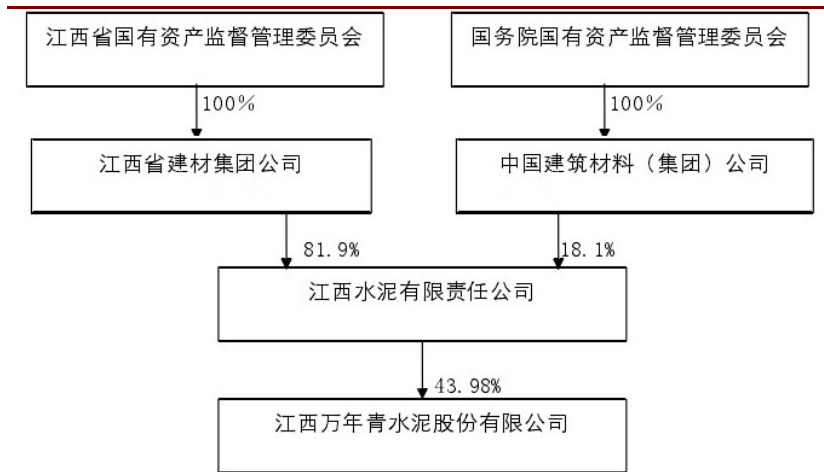 江西省国有资产监督管理委员会
国务院国有资产监督管理委员会
100%
100%
江西省建材集团公司
中国建筑材料（集团）公司
81.9%
18.1%
江西水泥有限责任公司
43.98%
江西万年青水泥股份有限公司